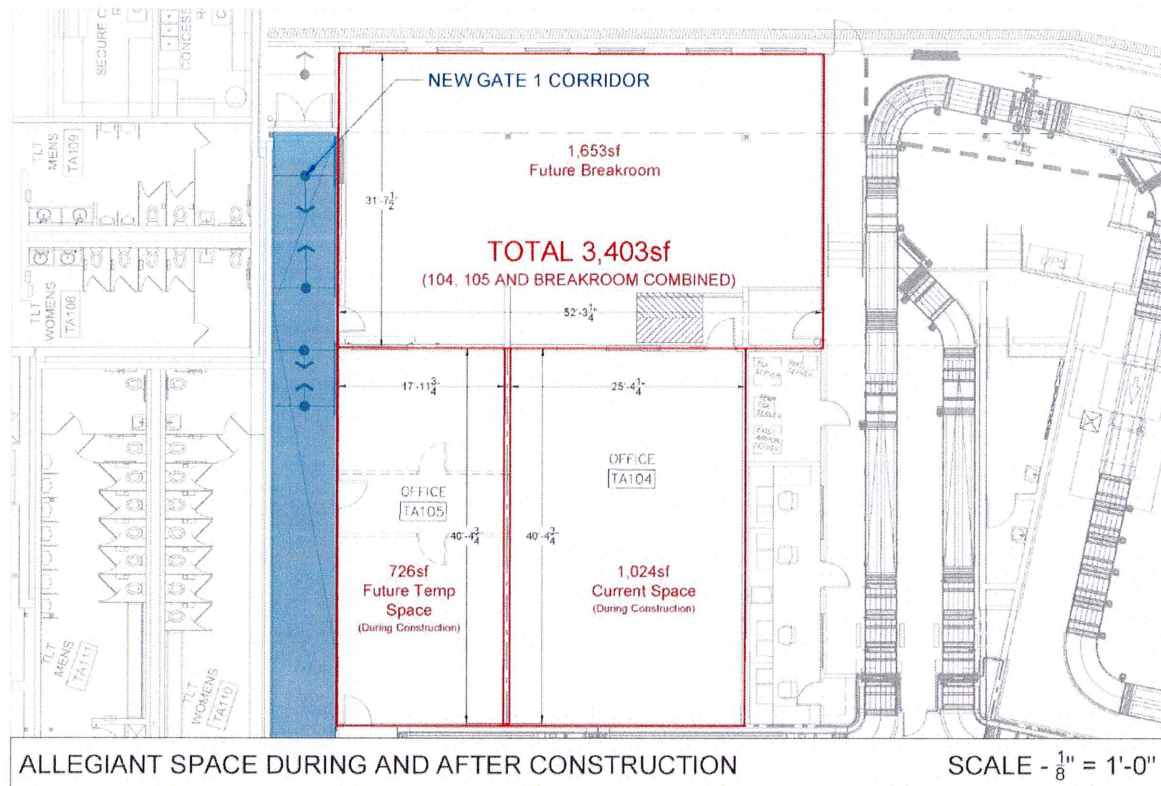 SECURE C
CONCESS
NEW GATE 1 CORRIDOR
TLT
MENS
TA109
1,653sf
Future Breakroom
31'-7 1/2"
TOTAL 3,403sf
(104, 105 AND BREAKROOM COMBINED)
OPS
TLT
WOMENS
TA108
52'-3 1/4"
17'-11 3/4"
25'-4 1/4"
OFFICE
TA104
OFFICE
TA105
40'-4 3/4"
40'-4 3/4"
726sf
Future Temp
Space
(During Construction)
1,024sf
Current Space
(During Construction)
TLT
MENS
TA111
TLT
WOMENS
TA110
ALLEGIANT SPACE DURING AND AFTER CONSTRUCTION
SCALE - 1/8" = 1'-0"